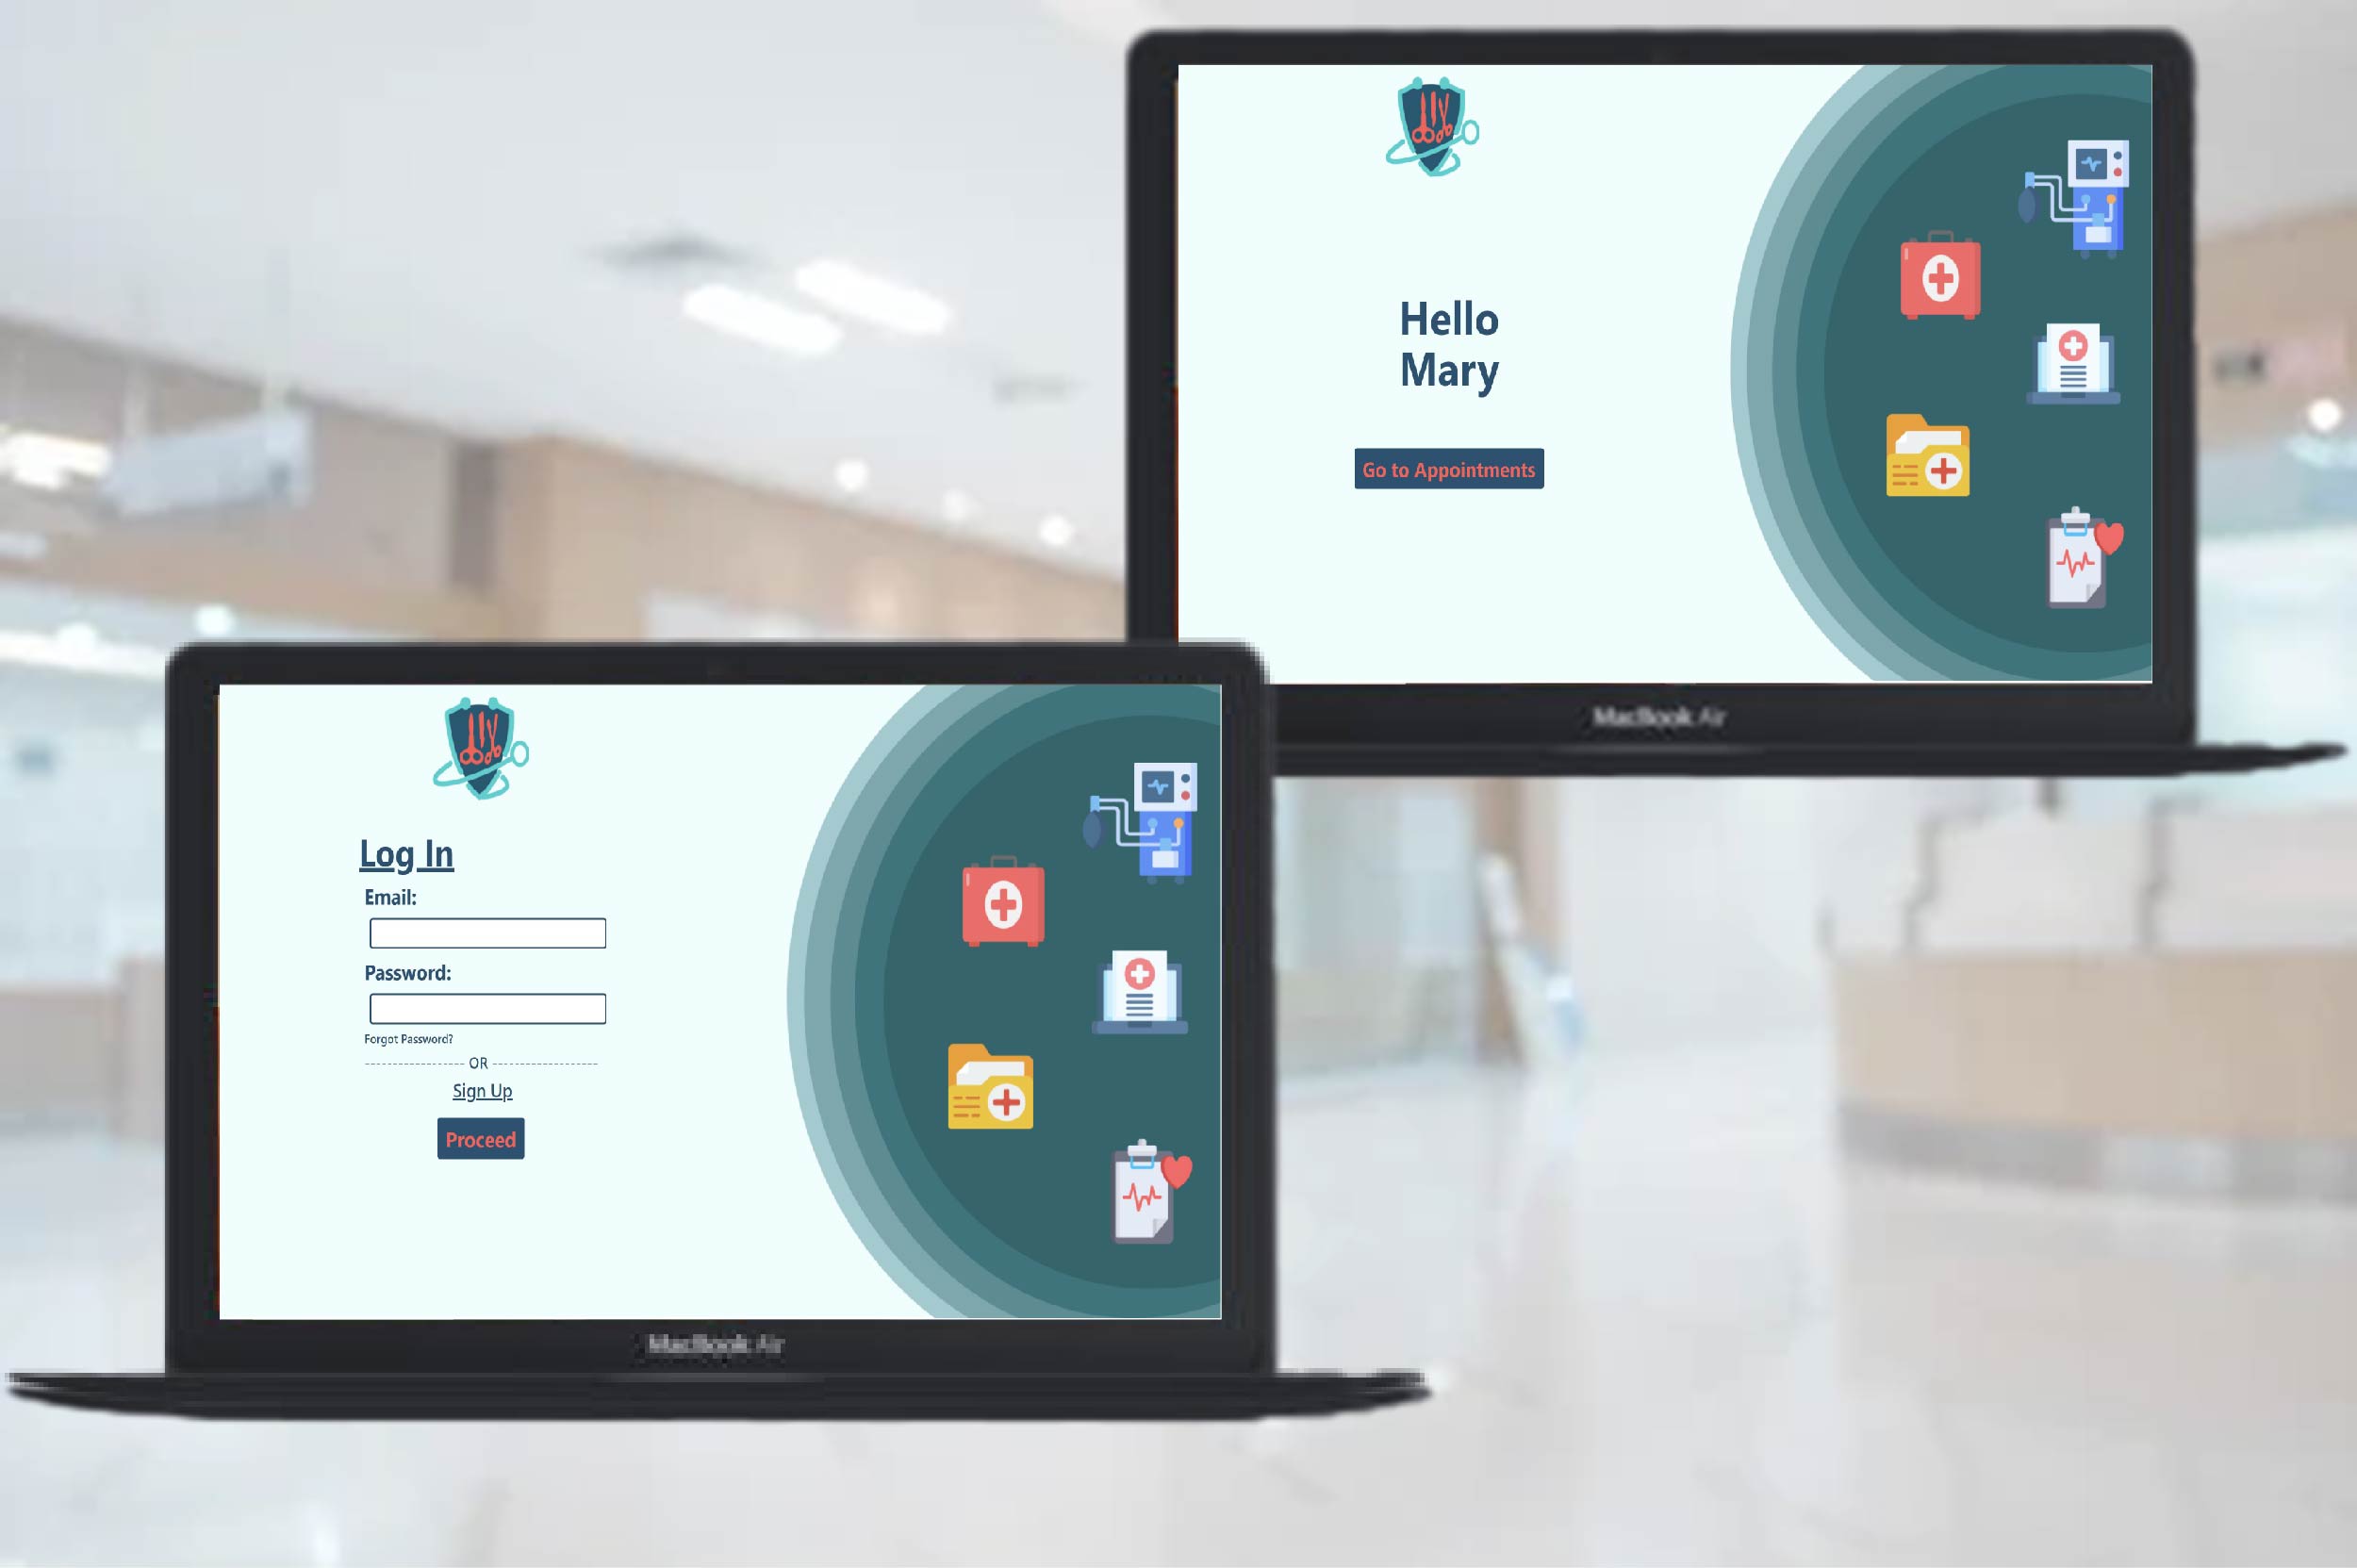 Hello
Mary
Go to Appointments
MacBook Air
Log In
Email:
Password:
Forgot Password?
OR
Sign Up
Proceed
MacBook Air